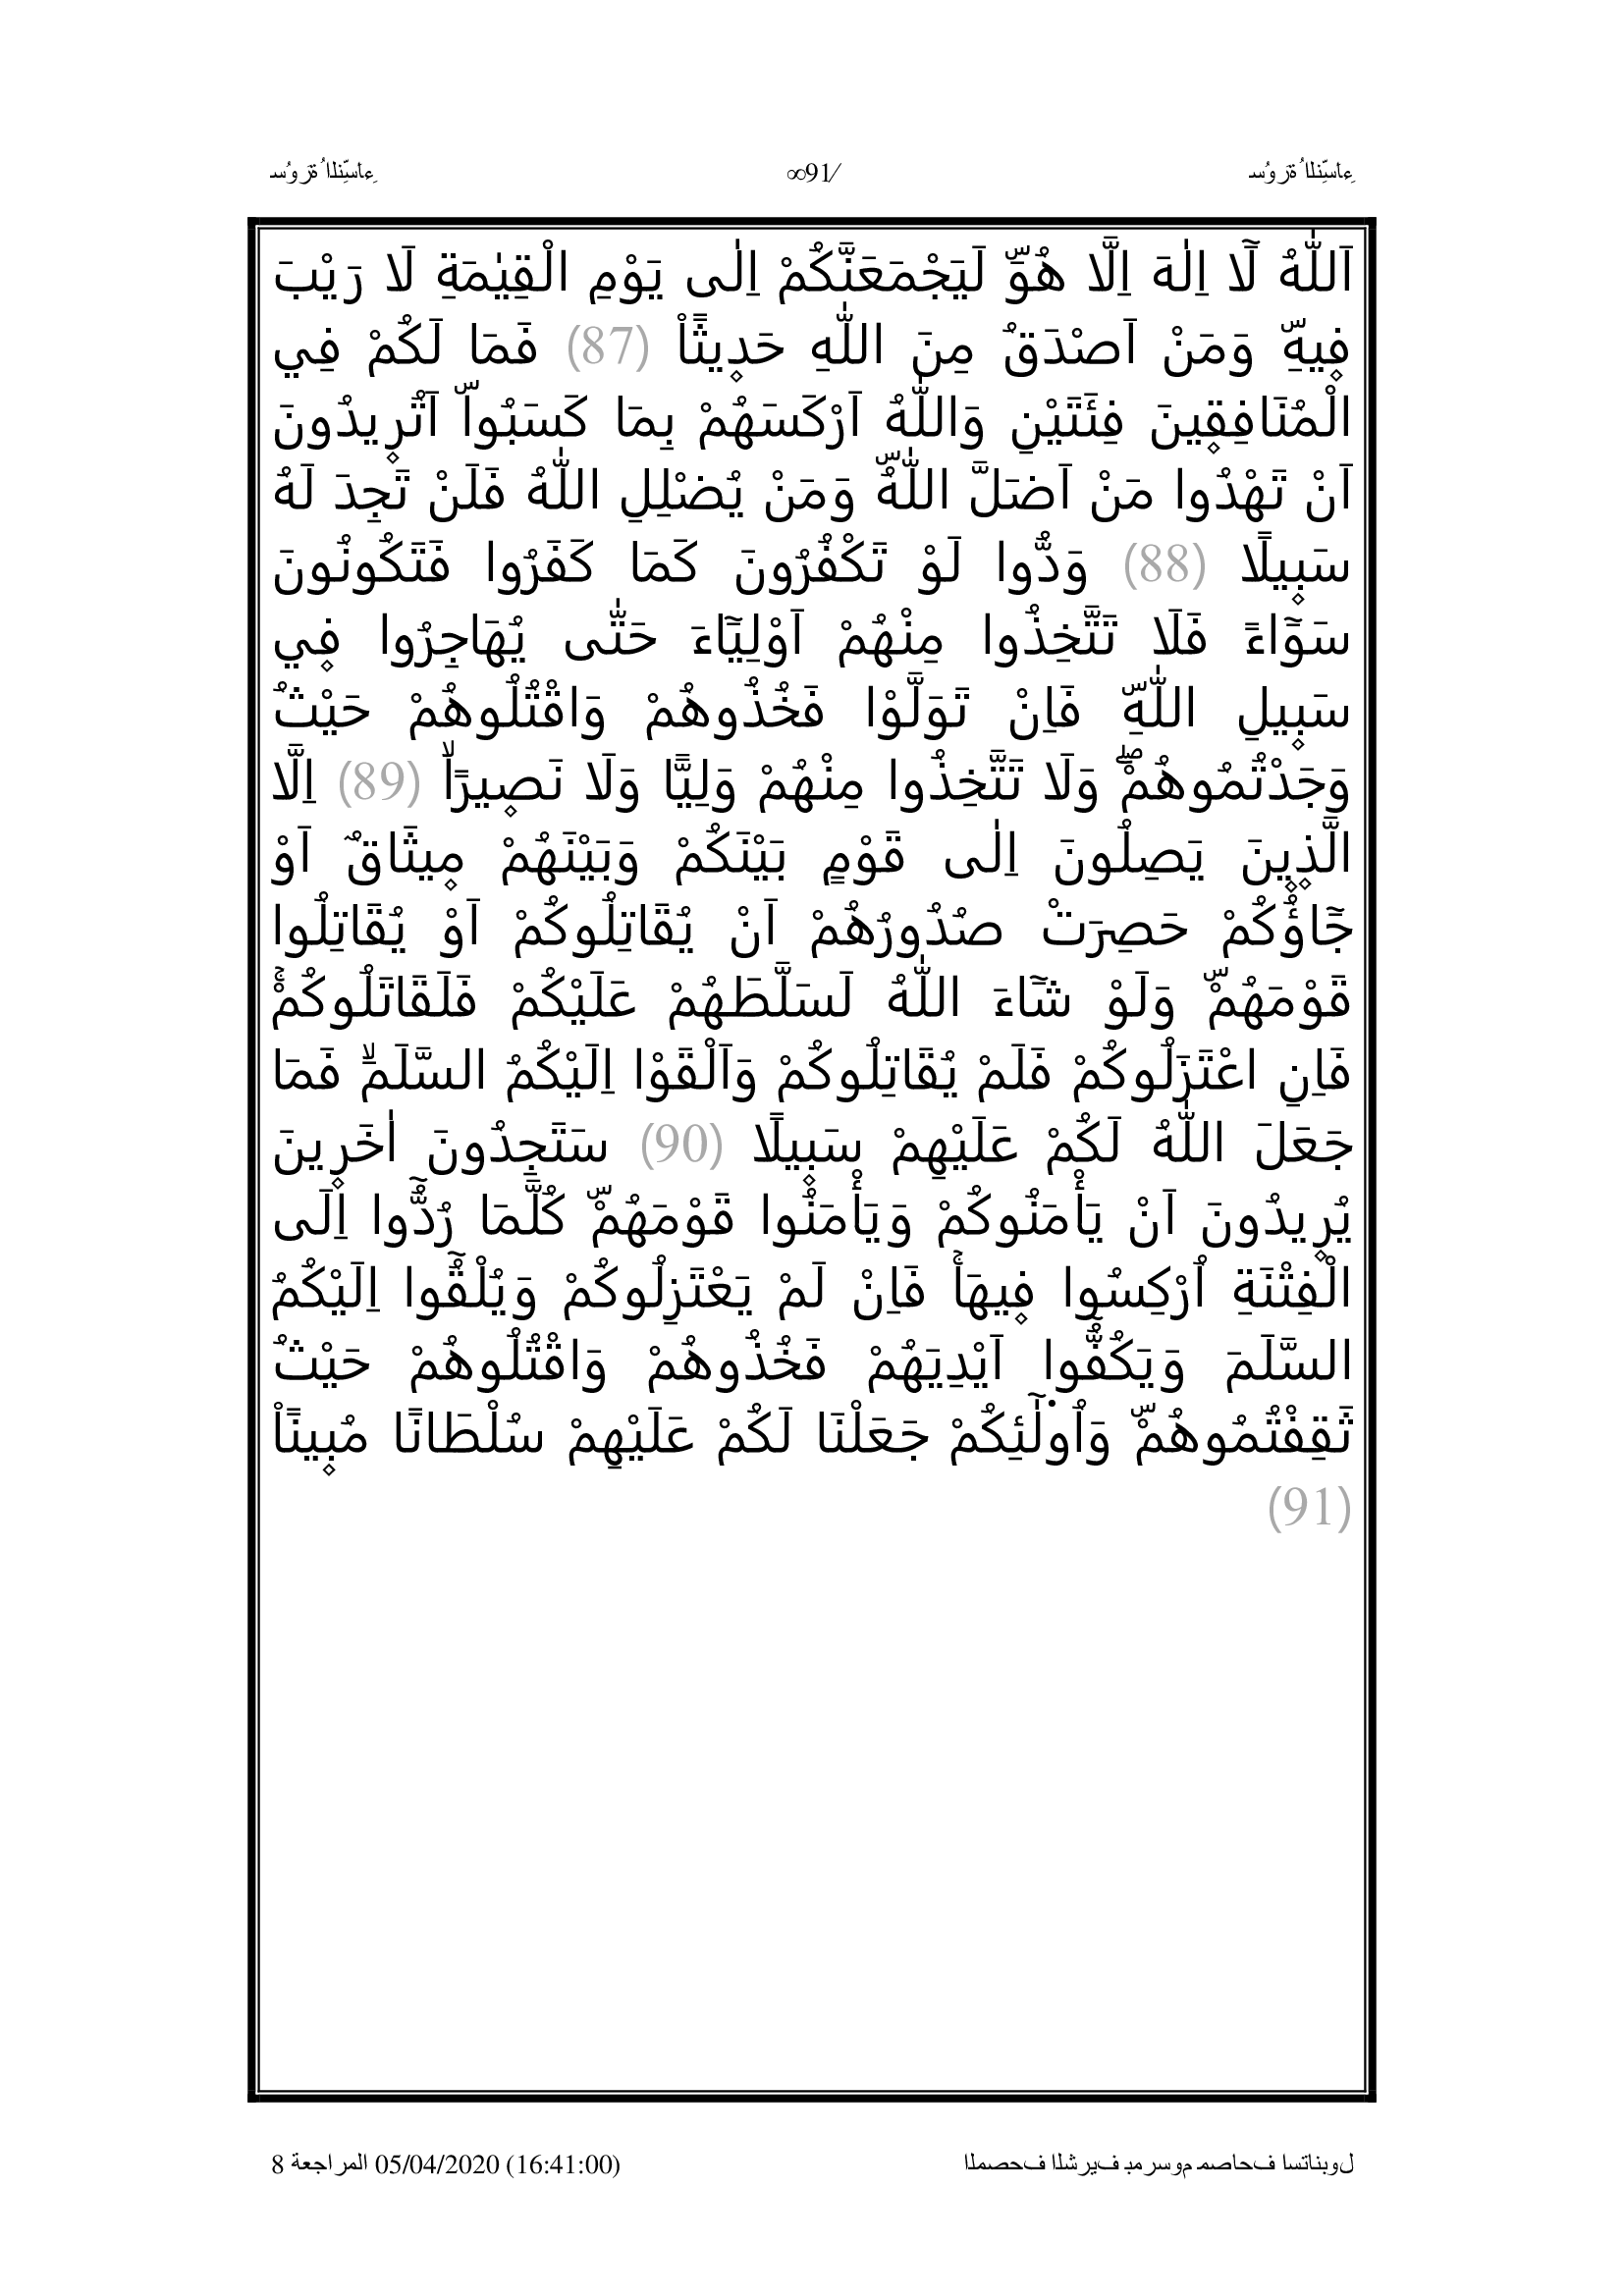 سُورَةُ النِّسَاءِ ∞91/ سُورَةُ النِّسَاءِ
اَللّٰهُ لَٓا اِلٰهَ اِلَّا هُوَۜ لَيَجْمَعَنَّكُمْ اِلٰى يَوْمِ الْقِيٰمَةِ لَا رَيْبَ
ف۪يهِۜ وَمَنْ اَصْدَقُ مِنَ اللّٰهِ حَد۪يثًا۟ (87) فَمَا لَكُمْ فِي
الْمُنَافِق۪ينَ فِئَتَيْنِ وَاللّٰهُ اَرْكَسَهُمْ بِمَا كَسَبُواۜ اَتُر۪يدُونَ
اَنْ تَهْدُوا مَنْ اَضَلَّ اللّٰهُۜ وَمَنْ يُضْلِلِ اللّٰهُ فَلَنْ تَجِدَ لَهُ
سَب۪يلًا (88) وَدُّوا لَوْ تَكْفُرُونَ كَمَا كَفَرُوا فَتَكُونُونَ
سَوَٓاءً فَلَا تَتَّخِذُوا مِنْهُمْ اَوْلِيَٓاءَ حَتّٰى يُهَاجِرُوا ف۪ي
سَب۪يلِ اللّٰهِۜ فَاِنْ تَوَلَّوْا فَخُذُوهُمْ وَاقْتُلُوهُمْ حَيْثُ
وَجَدْتُمُوهُمْۖ وَلَا تَتَّخِذُوا مِنْهُمْ وَلِيًّا وَلَا نَص۪يرًاۙ (89) اِلَّا
الَّذ۪ينَ يَصِلُونَ اِلٰى قَوْمٍ بَيْنَكُمْ وَبَيْنَهُمْ م۪يثَاقٌ اَوْ
جَٓاؤُ۫كُمْ حَصِرَتْ صُدُورُهُمْ اَنْ يُقَاتِلُوكُمْ اَوْ يُقَاتِلُوا
قَوْمَهُمْۜ وَلَوْ شَٓاءَ اللّٰهُ لَسَلَّطَهُمْ عَلَيْكُمْ فَلَقَاتَلُوكُمْۚ
فَاِنِ اعْتَزَلُوكُمْ فَلَمْ يُقَاتِلُوكُمْ وَاَلْقَوْا اِلَيْكُمُ السَّلَمَۙ فَمَا
جَعَلَ اللّٰهُ لَكُمْ عَلَيْهِمْ سَب۪يلًا (90) سَتَجِدُونَ اٰخَر۪ينَ
يُر۪يدُونَ اَنْ يَأْمَنُوكُمْ وَيَأْمَنُوا قَوْمَهُمْۜ كُلَّمَا رُدُّٓوا اِلَى
الْفِتْنَةِ اُرْكِسُوا ف۪يهَاۚ فَاِنْ لَمْ يَعْتَزِلُوكُمْ وَيُلْقُٓوا اِلَيْكُمُ
السَّلَمَ وَيَكُفُّٓوا اَيْدِيَهُمْ فَخُذُوهُمْ وَاقْتُلُوهُمْ حَيْثُ
ثَقِفْتُمُوهُمْۜ وَاُو۬لٰٓئِكُمْ جَعَلْنَا لَكُمْ عَلَيْهِمْ سُلْطَانًا مُب۪ينًا۟
(91)
المصحف الشريف بمرسوم مصاحف استانبول 8 المراجعة 05/04/2020 (16:41:00)